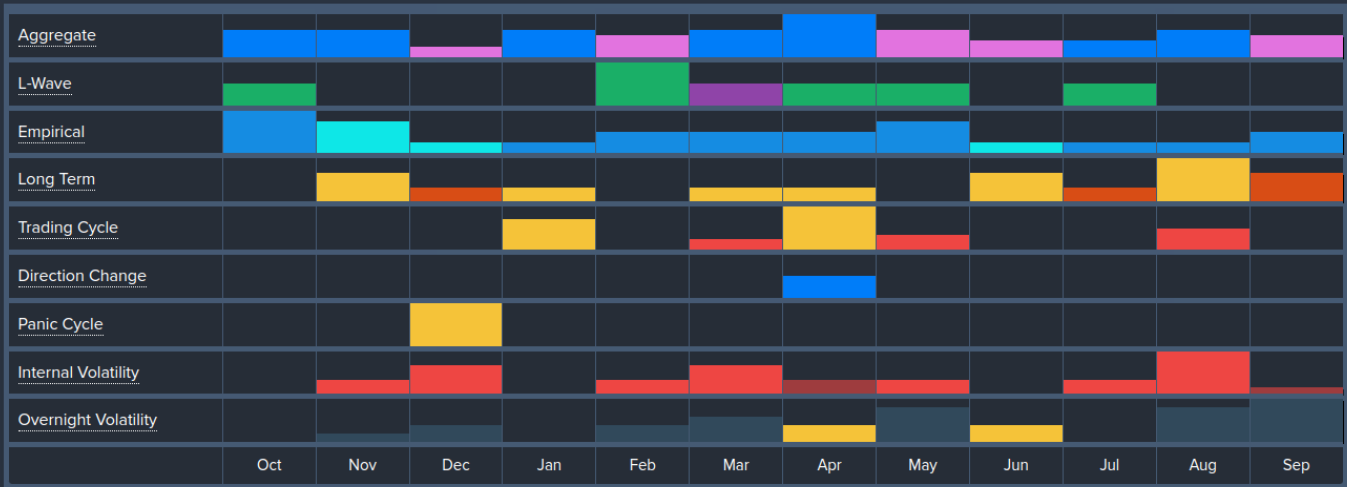 Aggregate
L-Wave
Empirical
Long Term
Trading Cycle
Direction Change
Panic Cycle
Internal Volatility
Overnight Volatility
Oct Nov Dec Jan Feb Mar Apr May Jun Jul Aug Sep